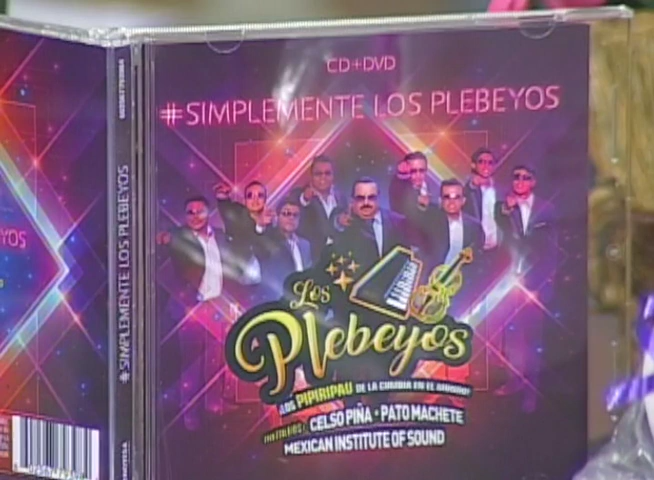 CD+DVD
#SIMPLEMENTE LOS PLEBEYOS
YOS
#SIMPLEMENTE LOS PLEBEYOS
Los
Plebeyos
¡LOS PIPIRIPAU DE LA CUMBIA EN EL MUNDO!
CELSO PIÑA • PATO MACHETE
MEXICAN INSTITUTE OF SOUND